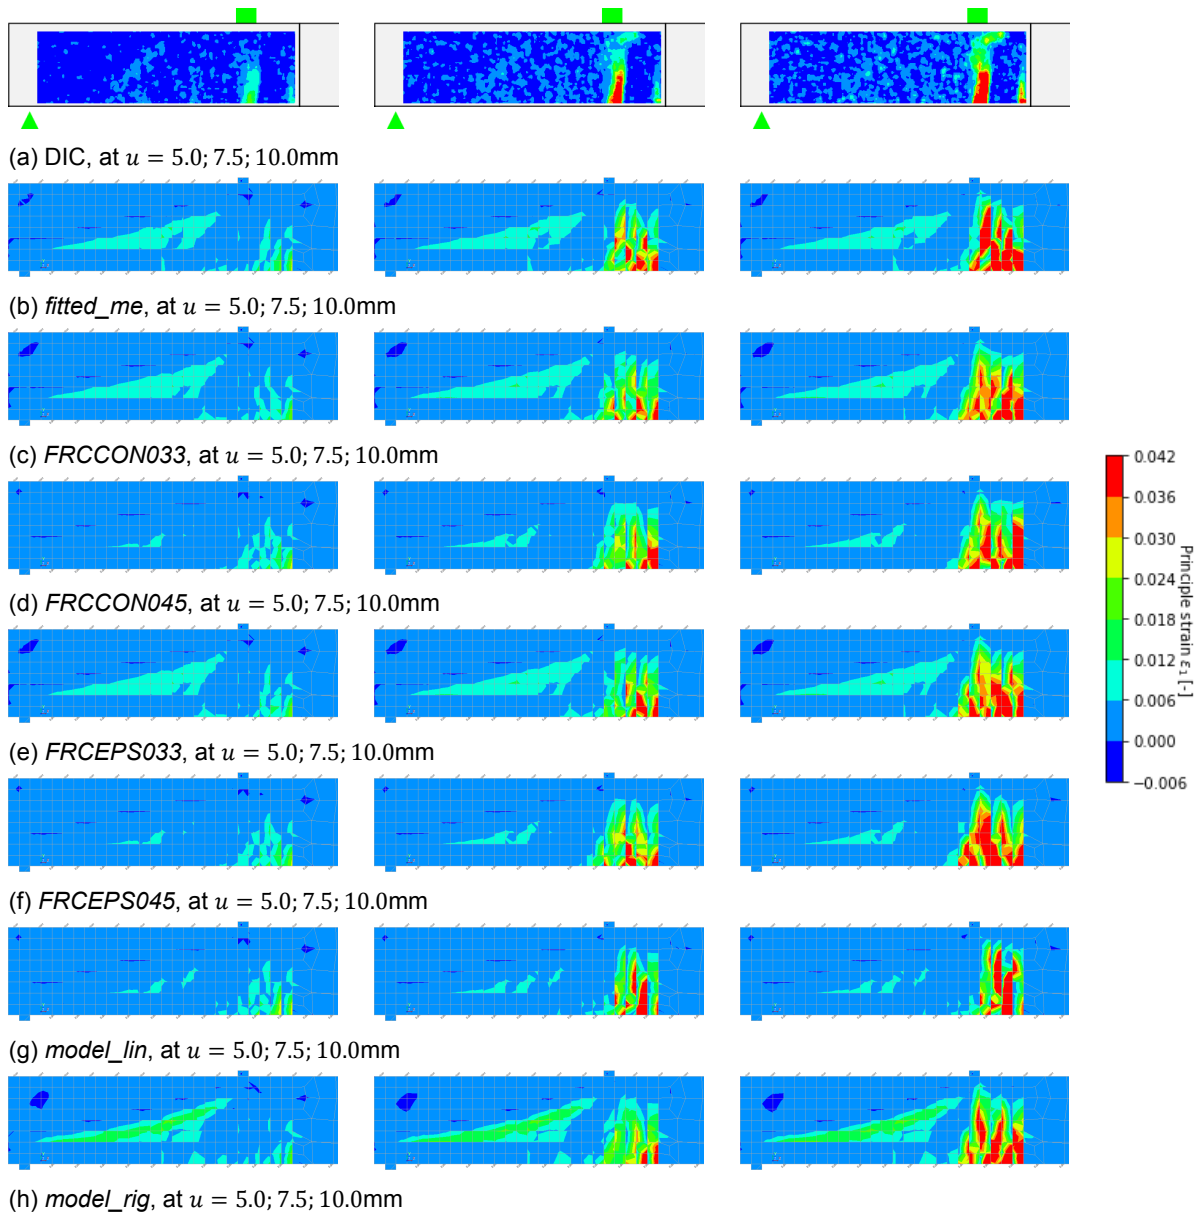 (a) DIC, at u = 5.0; 7.5; 10.0mm
(b) fitted_me, at u = 5.0; 7.5; 10.0mm
(c) FRCCON033, at u = 5.0; 7.5; 10.0mm
(d) FRCCON045, at u = 5.0; 7.5; 10.0mm
(e) FRCEPS033, at u = 5.0; 7.5; 10.0mm
(f) FRCEPS045, at u = 5.0; 7.5; 10.0mm
(g) model_lin, at u = 5.0; 7.5; 10.0mm
(h) model_rig, at u = 5.0; 7.5; 10.0mm
0.042
0.036
0.030
0.024
0.018
0.012
0.006
0.000
−0.006
Principle strain ε₁ [-]